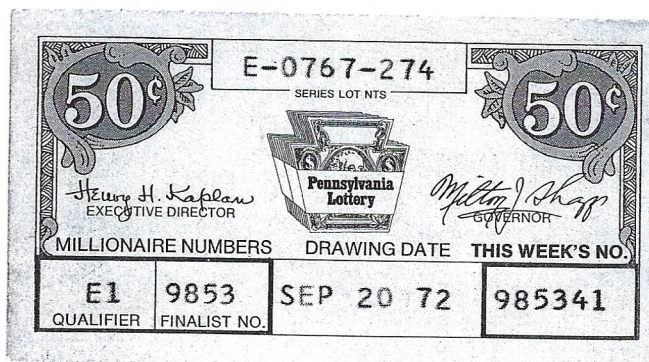 E-0767-274
50¢ SERIES LOT NTS 50¢
Pennsylvania
Lottery
Henry H. Kaplan Milton J Shapp
EXECUTIVE DIRECTOR GOVERNOR
MILLIONAIRE NUMBERS DRAWING DATE THIS WEEK'S NO.
E1 9853 SEP 20 72 985341
QUALIFIER FINALIST NO.